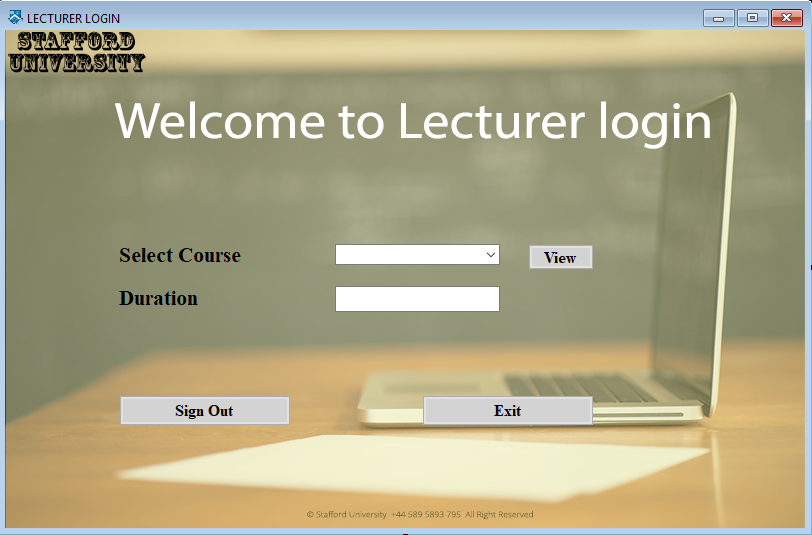 LECTURER LOGIN
STAFFORD
UNIVERSITY
Welcome to Lecturer login
Select Course
View
Duration
Sign Out
Exit
© Stafford University +44 589 5893 795 All Right Reserved